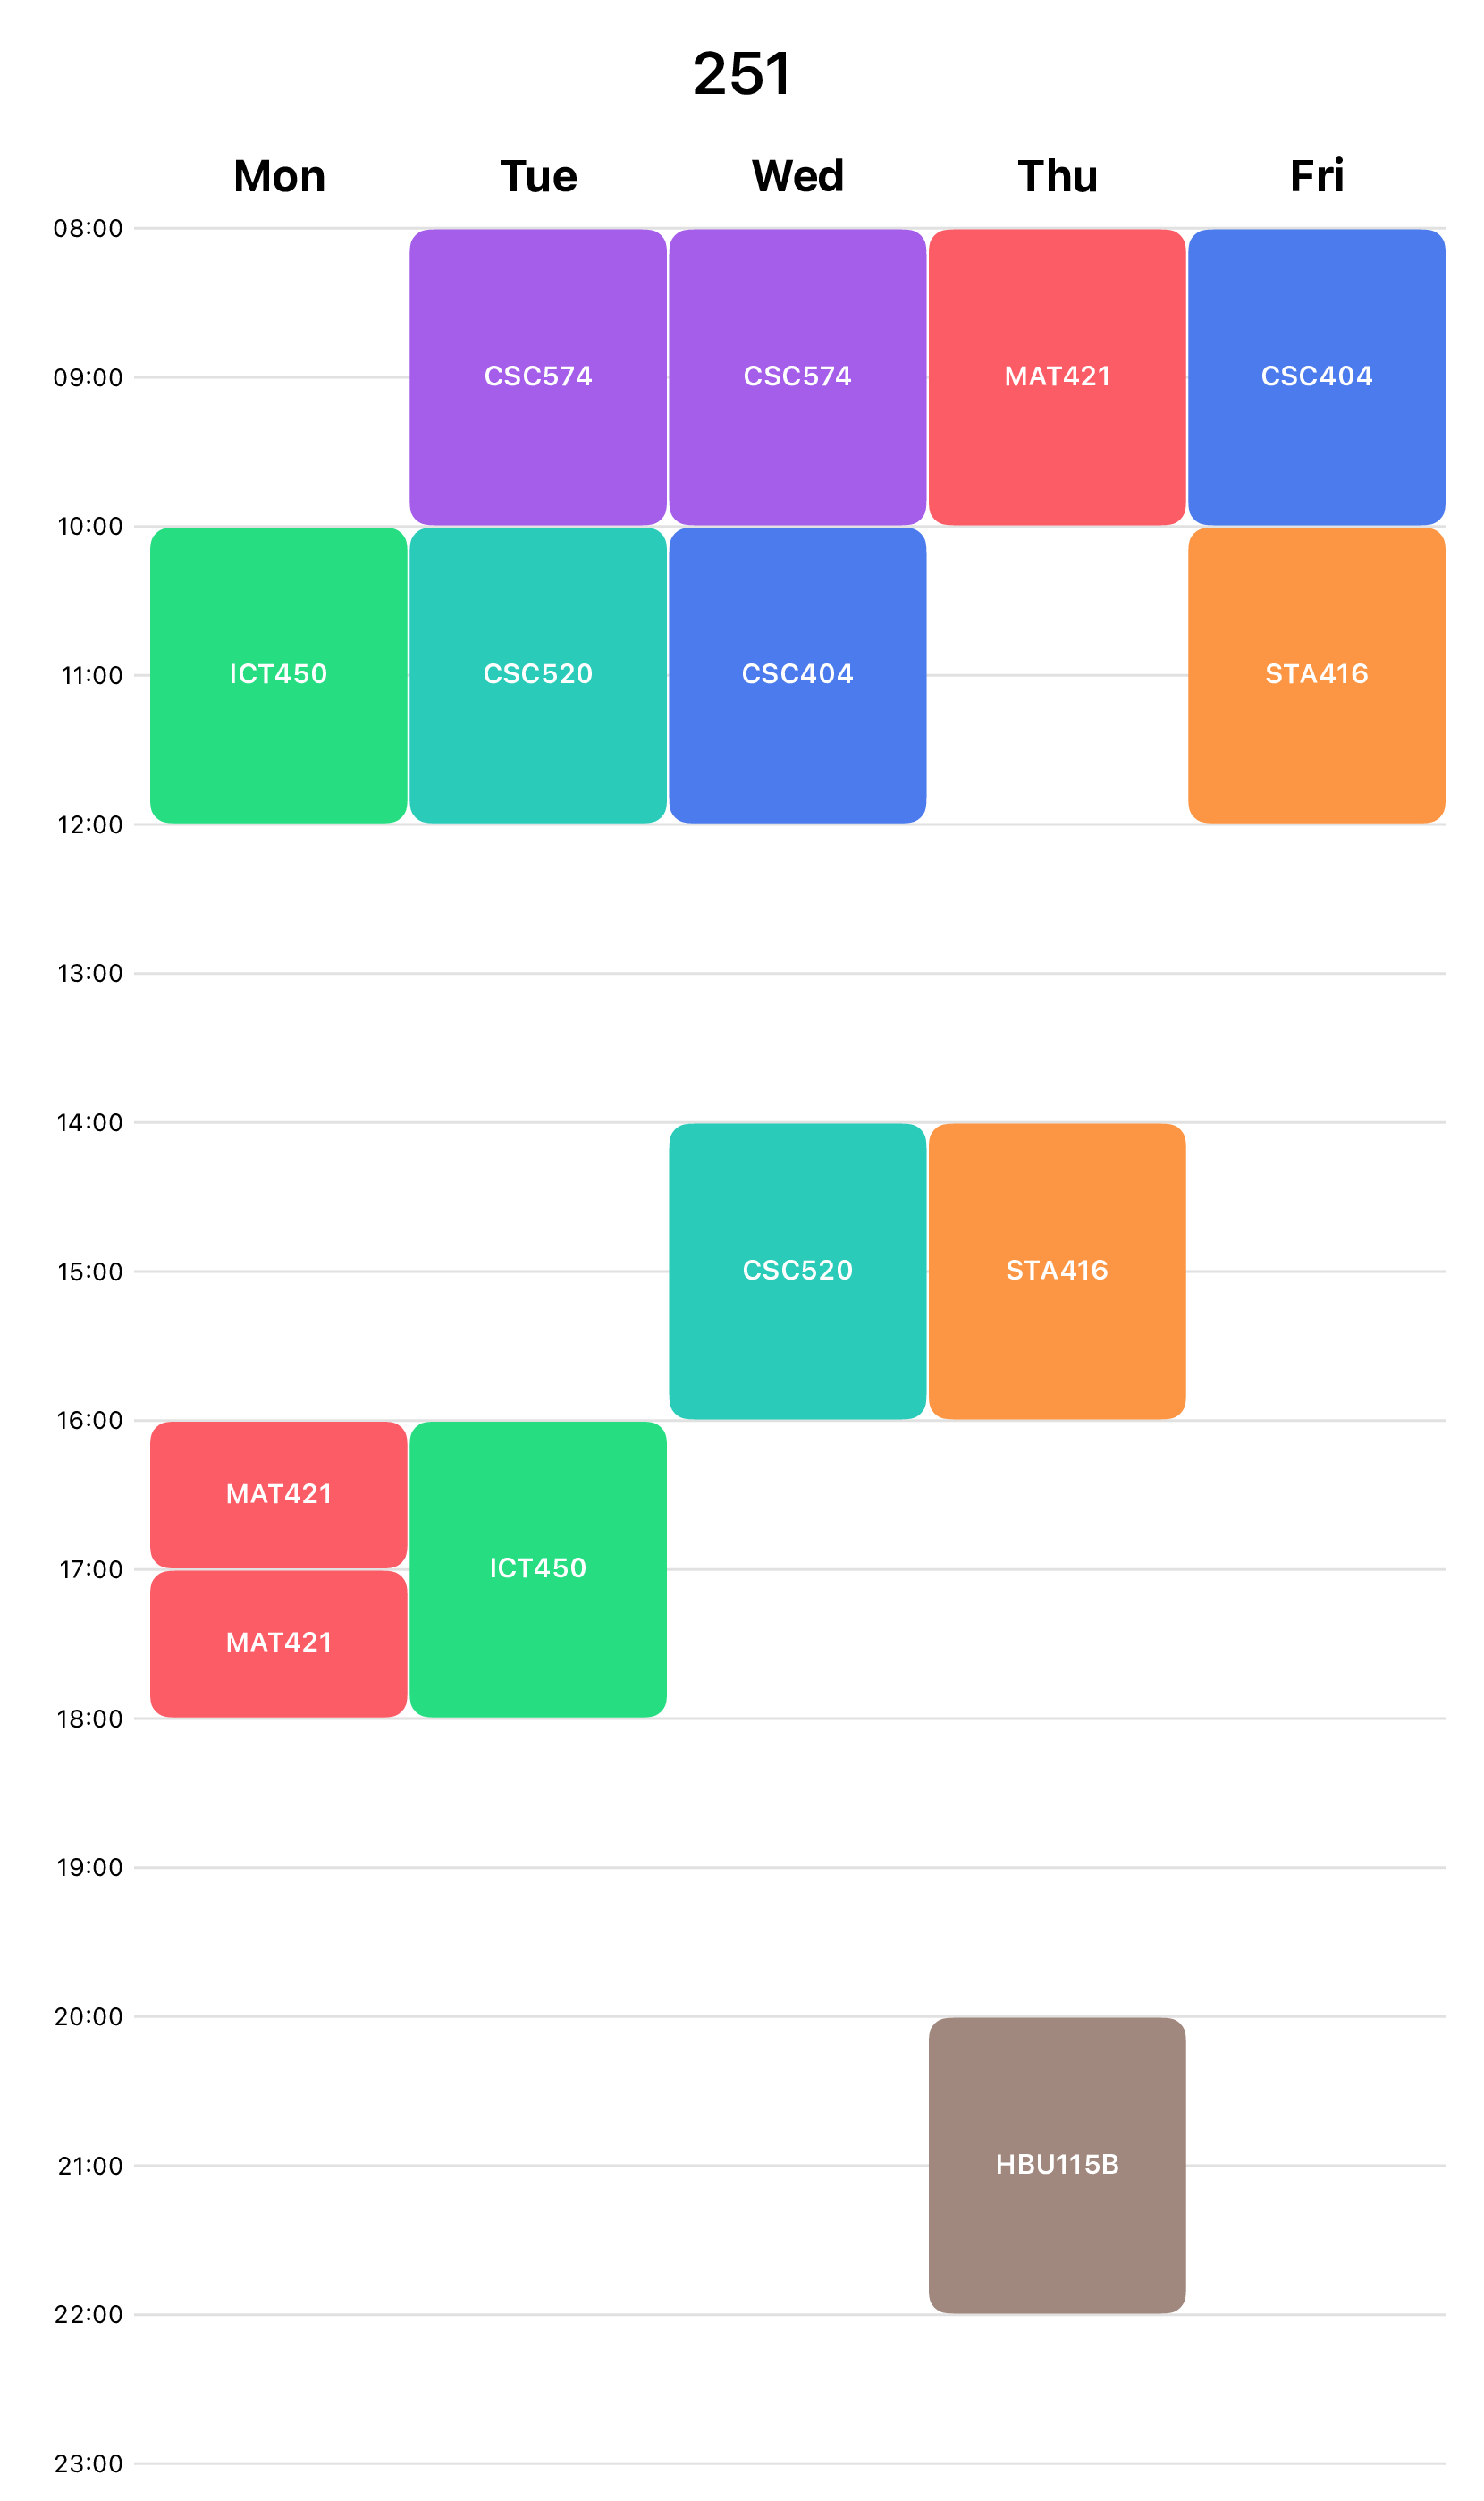 251
Mon Tue Wed Thu Fri
08:00
09:00 CSC574 CSC574 MAT421 CSC404
10:00
11:00 ICT450 CSC520 CSC404 STA416
12:00
13:00
14:00
15:00 CSC520 STA416
16:00
MAT421
17:00 ICT450
MAT421
18:00
19:00
20:00
21:00 HBU115B
22:00
23:00